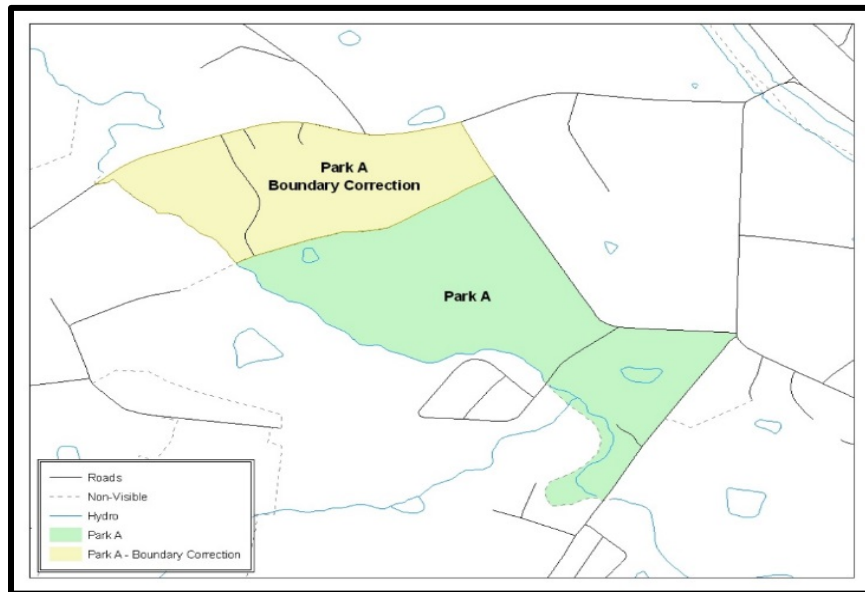 Park A
Boundary Correction
Park A
Roads
Non-Visible
Hydro
Park A
Park A - Boundary Correction